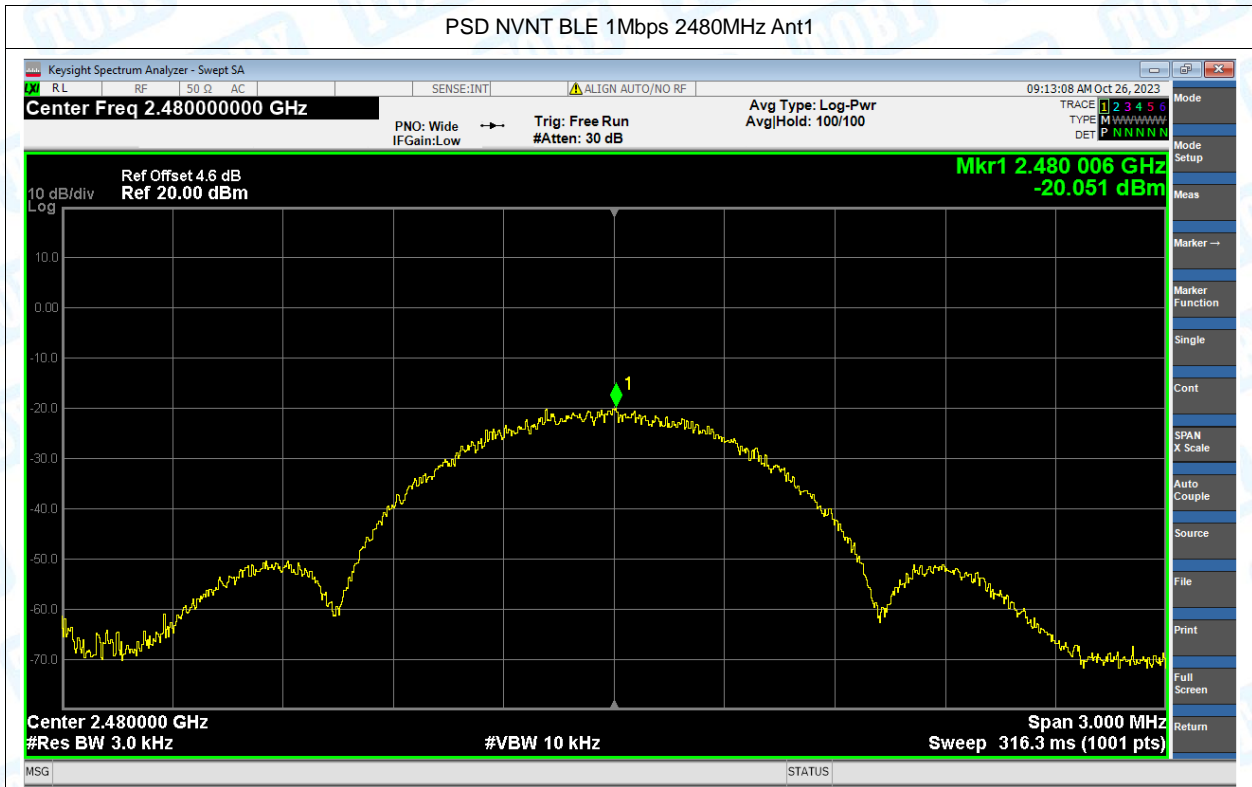 PSD NVNT BLE 1Mbps 2480MHz Ant1
Keysight Spectrum Analyzer - Swept SA
LXI RL RF 50 Ω AC SENSE:INT ALIGN AUTO/NO RF 09:13:08 AM Oct 26, 2023
Center Freq 2.480000000 GHz
PNO: Wide
IFGain:Low
Trig: Free Run
#Atten: 30 dB
Avg Type: Log-Pwr
Avg|Hold: 100/100
TRACE 1 2 3 4 5 6
TYPE M WWWWW
DET P N N N N N
Mkr1 2.480 006 GHz
-20.051 dBm
Ref Offset 4.6 dB
10 dB/div Ref 20.00 dBm
Log
10.0
0.00
-10.0
-20.0
-30.0
-40.0
-50.0
-60.0
-70.0
1
Center 2.480000 GHz Span 3.000 MHz
#Res BW 3.0 kHz #VBW 10 kHz Sweep 316.3 ms (1001 pts)
MSG STATUS
Mode
Mode
Setup
Meas
Marker →
Marker
Function
Single
Cont
SPAN
X Scale
Auto
Couple
Source
File
Print
Full
Screen
Return
TOBY